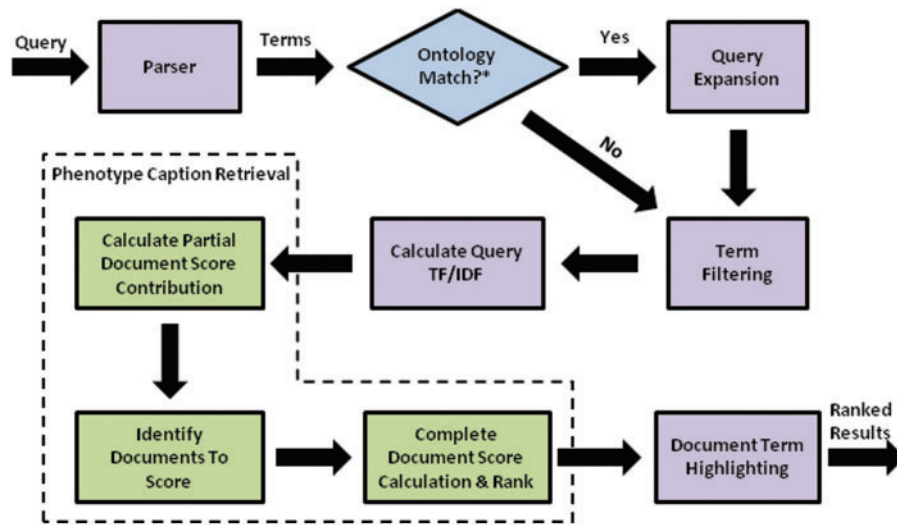 Query
Parser
Terms
Ontology
Match?*
Yes
Query
Expansion
No
Phenotype Caption Retrieval
Calculate Partial
Document Score
Contribution
Calculate Query
TF/IDF
Term
Filtering
Identify
Documents To
Score
Complete
Document Score
Calculation & Rank
Document Term
Highlighting
Ranked
Results